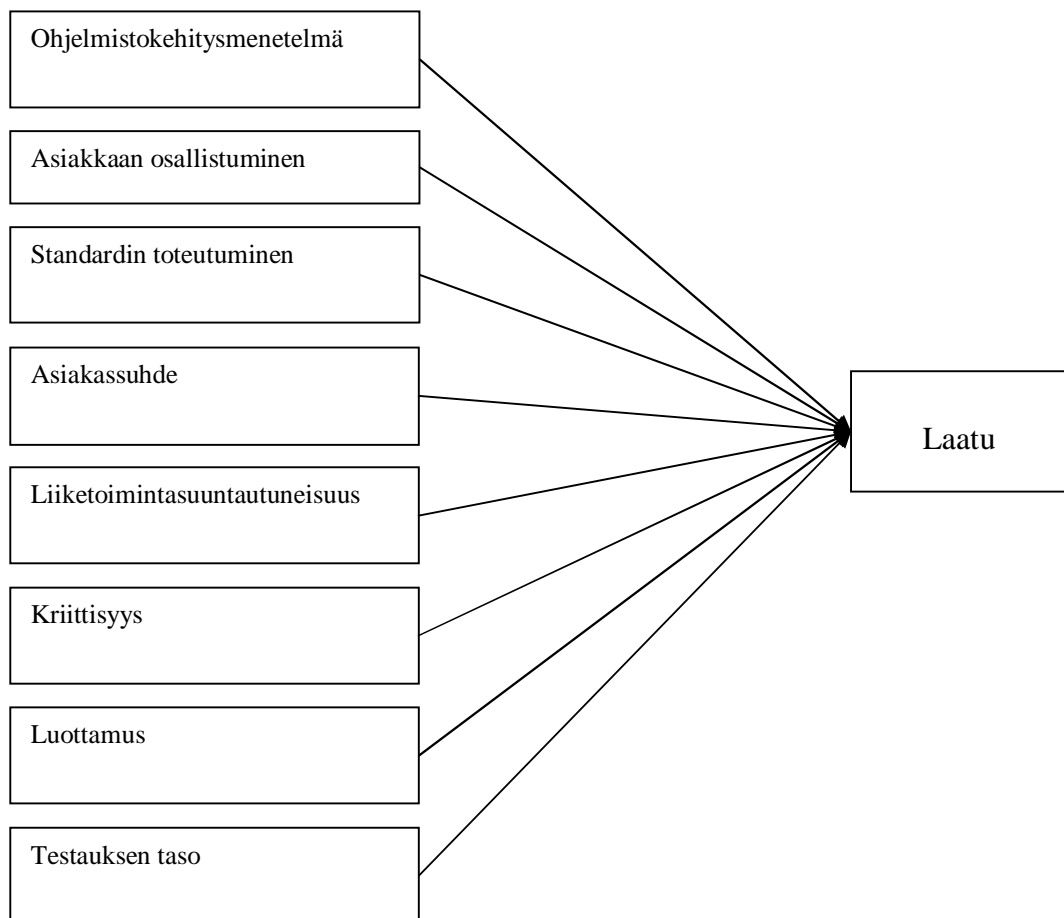 Ohjelmistokehitysmenetelmä
Asiakkaan osallistuminen
Standardin toteutuminen
Asiakassuhde
Liiketoimintasuuntautuneisuus
Kriittisyys
Luottamus
Testauksen taso
Laatu